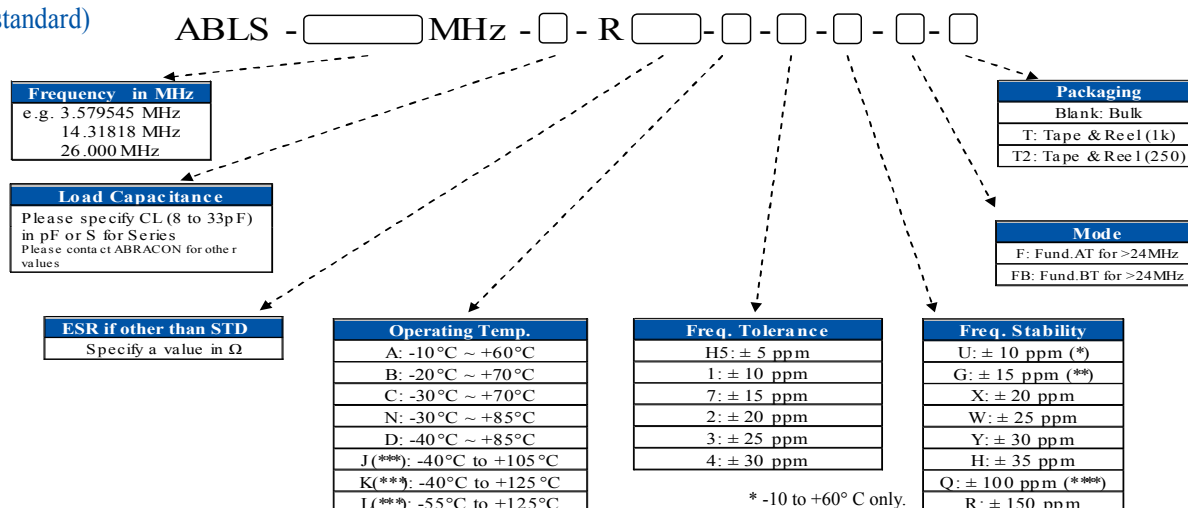 standard)
ABLS - MHz - - R - - - - -
Frequency in MHz
e.g. 3.579545 MHz
14.31818 MHz
26.000 MHz
Packaging
Blank: Bulk
T: Tape & Reel (1k)
T2: Tape & Reel (250)
Load Capacitance
Please specify CL (8 to 33pF)
in pF or S for Series
Please contact ABRACON for other
values
Mode
F: Fund.AT for >24MHz
FB: Fund.BT for >24MHz
ESR if other than STD
Specify a value in Ω
Operating Temp.
A: -10°C ~ +60°C
B: -20°C ~ +70°C
C: -30°C ~ +70°C
N: -30°C ~ +85°C
D: -40°C ~ +85°C
J(***): -40°C to +105°C
K(***): -40°C to +125°C
L(***): -55°C to +125°C
Freq. Tolerance
H5: ± 5 ppm
1: ± 10 ppm
7: ± 15 ppm
2: ± 20 ppm
3: ± 25 ppm
4: ± 30 ppm
* -10 to +60° C only.
Freq. Stability
U: ± 10 ppm (*)
G: ± 15 ppm (**)
X: ± 20 ppm
W: ± 25 ppm
Y: ± 30 ppm
H: ± 35 ppm
Q: ± 100 ppm (****)
R: ± 150 ppm